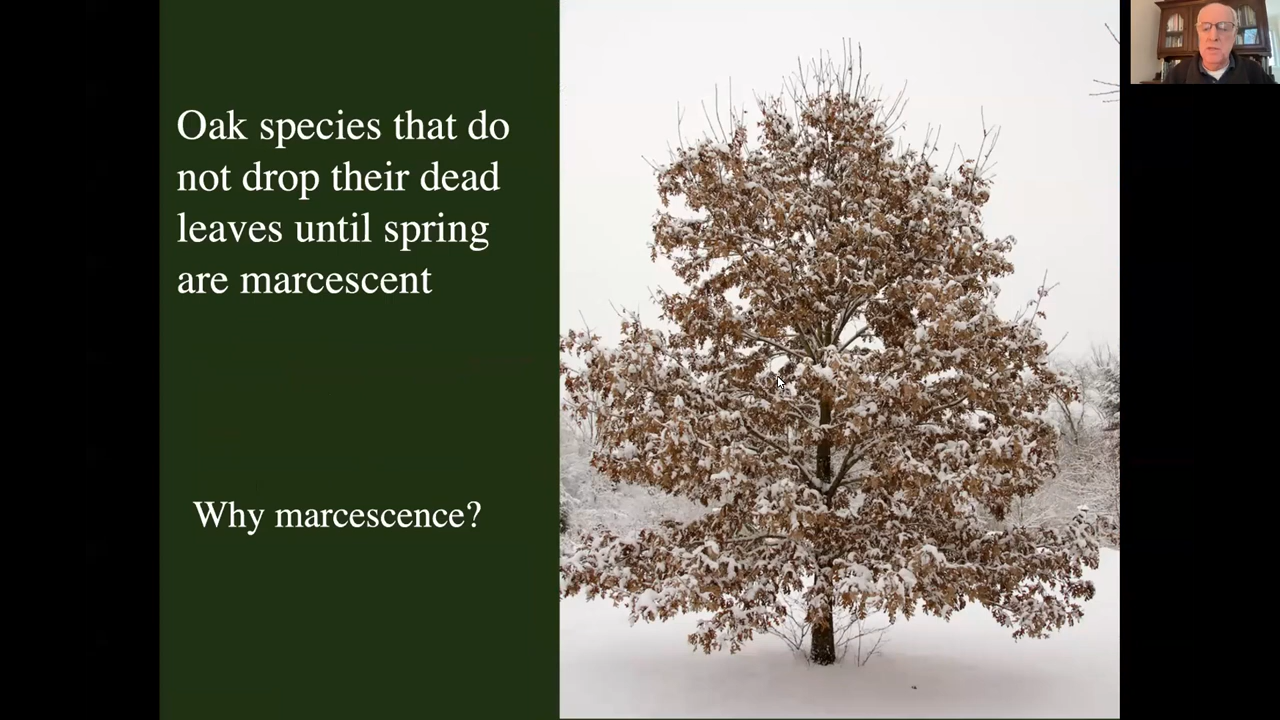 Oak species that do
not drop their dead
leaves until spring
are marcescent
Why marcescence?